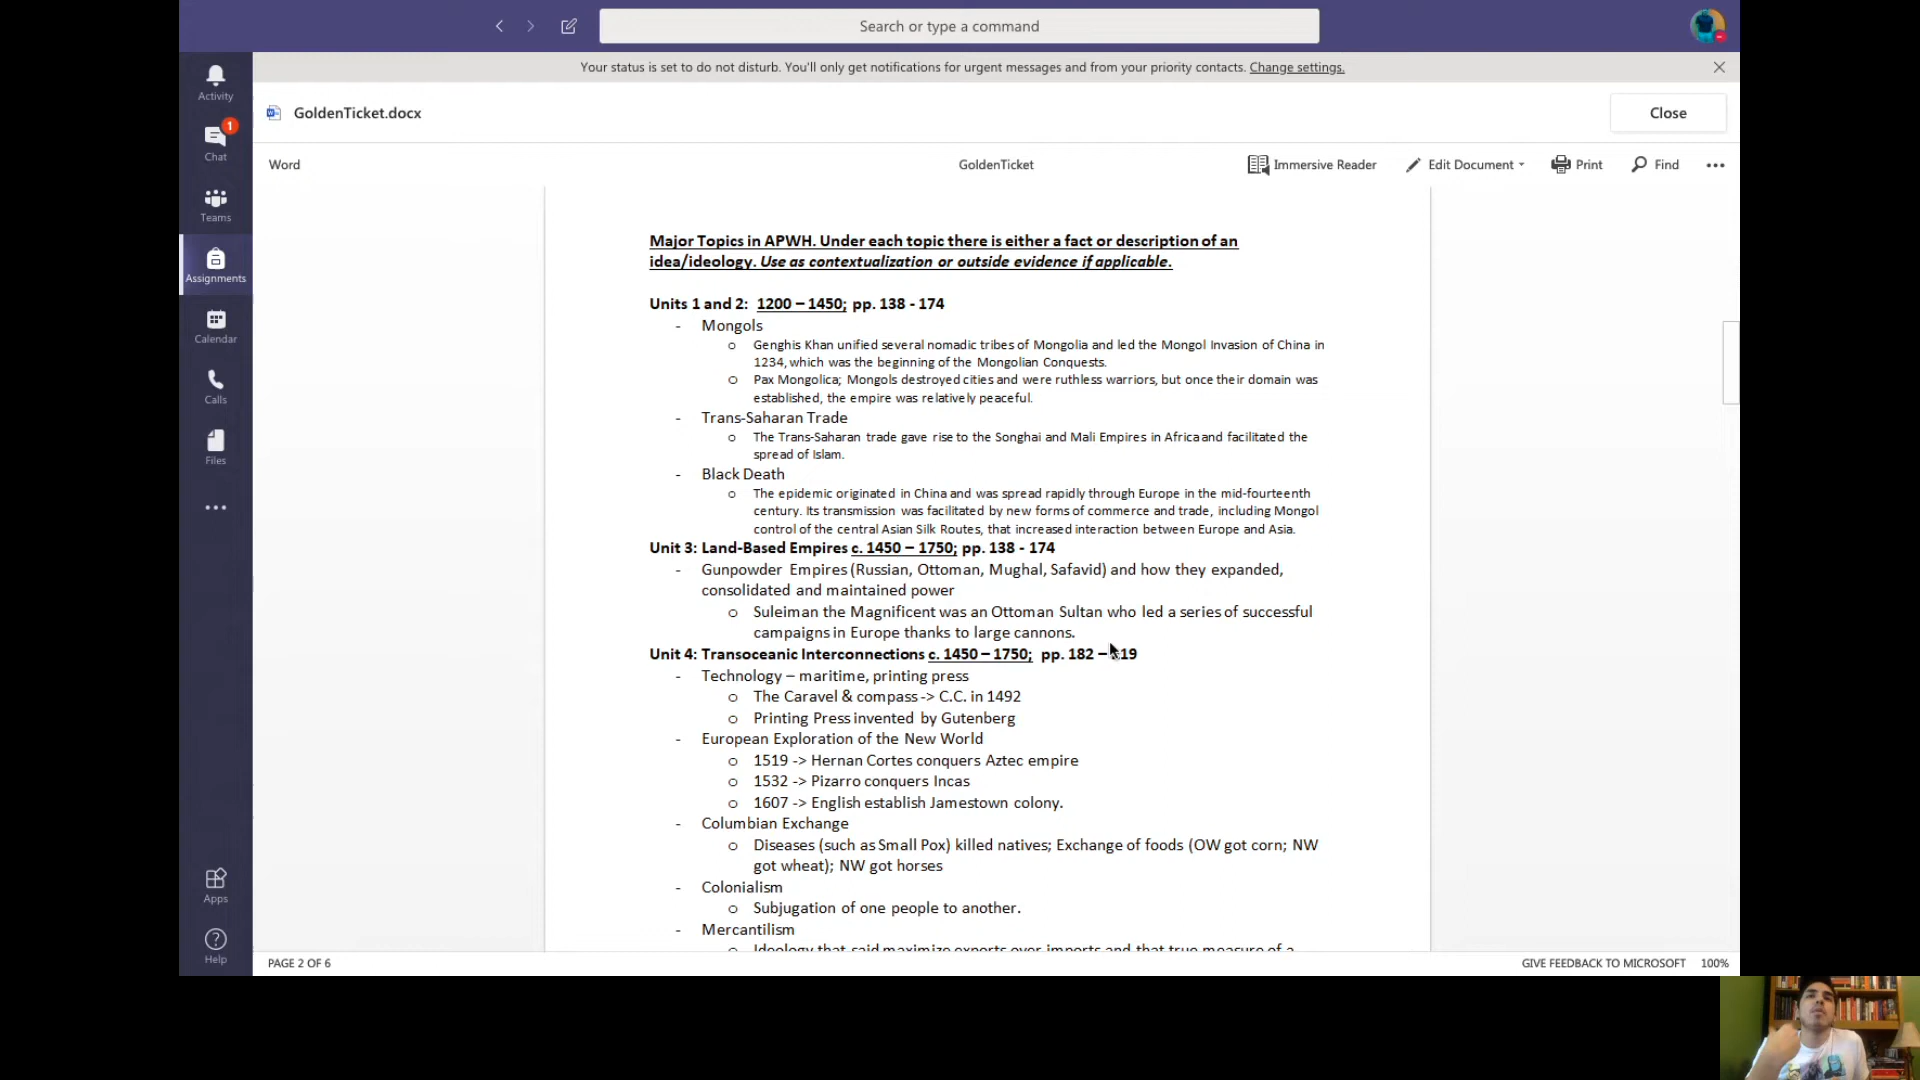 Search or type a command
Your status is set to do not disturb. You'll only get notifications for urgent messages and from your priority contacts. Change settings.
Activity
1
Chat
Teams
Assignments
Calendar
Calls
Files
Apps
Help
GoldenTicket.docx
Close
Word
GoldenTicket
Immersive Reader
Edit Document
Print
Find
Major Topics in APWH. Under each topic there is either a fact or description of an
idea/ideology. Use as contextualization or outside evidence if applicable.
Units 1 and 2: 1200 – 1450; pp. 138 - 174
- Mongols
o Genghis Khan unified several nomadic tribes of Mongolia and led the Mongol Invasion of China in
1234, which was the beginning of the Mongolian Conquests.
o Pax Mongolica; Mongols destroyed cities and were ruthless warriors, but once their domain was
established, the empire was relatively peaceful.
- Trans-Saharan Trade
o The Trans-Saharan trade gave rise to the Songhai and Mali Empires in Africa and facilitated the
spread of Islam.
- Black Death
o The epidemic originated in China and was spread rapidly through Europe in the mid-fourteenth
century. Its transmission was facilitated by new forms of commerce and trade, including Mongol
control of the central Asian Silk Routes, that increased interaction between Europe and Asia.
Unit 3: Land-Based Empires c. 1450 – 1750; pp. 138 - 174
- Gunpowder Empires (Russian, Ottoman, Mughal, Safavid) and how they expanded,
consolidated and maintained power
o Suleiman the Magnificent was an Ottoman Sultan who led a series of successful
campaigns in Europe thanks to large cannons.
Unit 4: Transoceanic Interconnections c. 1450 – 1750; pp. 182 –
- Technology – maritime, printing press
o The Caravel & compass -> C.C. in 1492
o Printing Press invented by Gutenberg
- European Exploration of the New World
o 1519 -> Hernan Cortes conquers Aztec empire
o 1532 -> Pizarro conquers Incas
o 1607 -> English establish Jamestown colony.
- Columbian Exchange
o Diseases (such as Small Pox) killed natives; Exchange of foods (OW got corn; NW
got wheat); NW got horses
- Colonialism
o Subjugation of one people to another.
- Mercantilism
o Ideology that said maximize exports over imports and that true measure of a
PAGE 2 OF 6
GIVE FEEDBACK TO MICROSOFT 100%